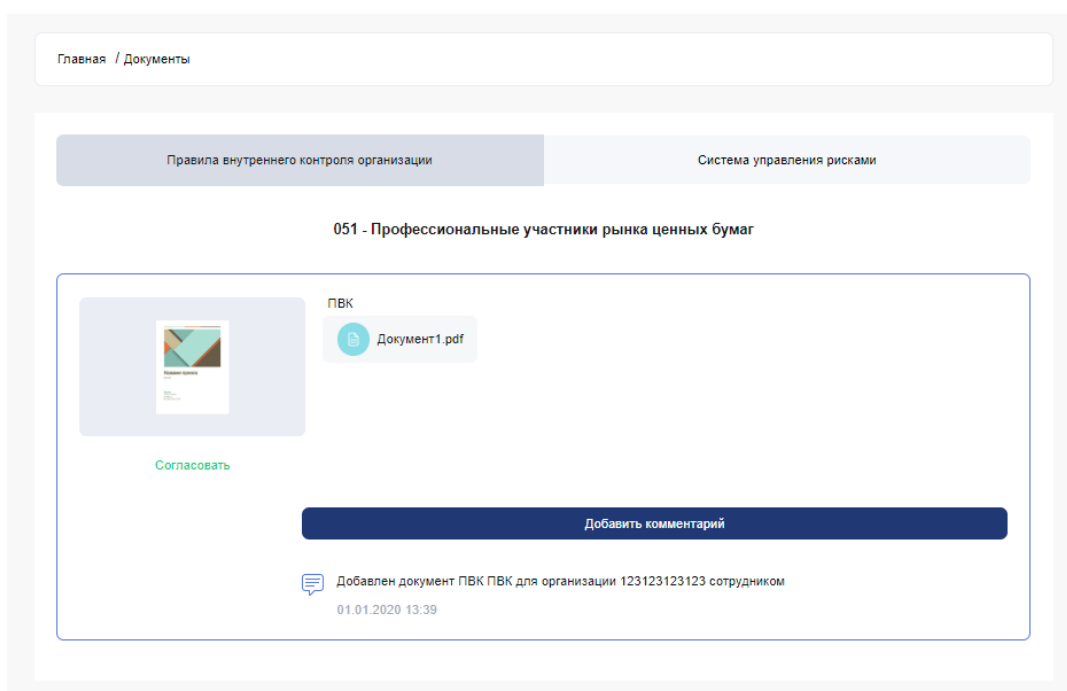 Главная / Документы
Правила внутреннего контроля организации
Система управления рисками
051 - Профессиональные участники рынка ценных бумаг
ПВК
Документ1.pdf
Согласовать
Добавить комментарий
Добавлен документ ПВК ПВК для организации 123123123123 сотрудником
01.01.2020 13:39